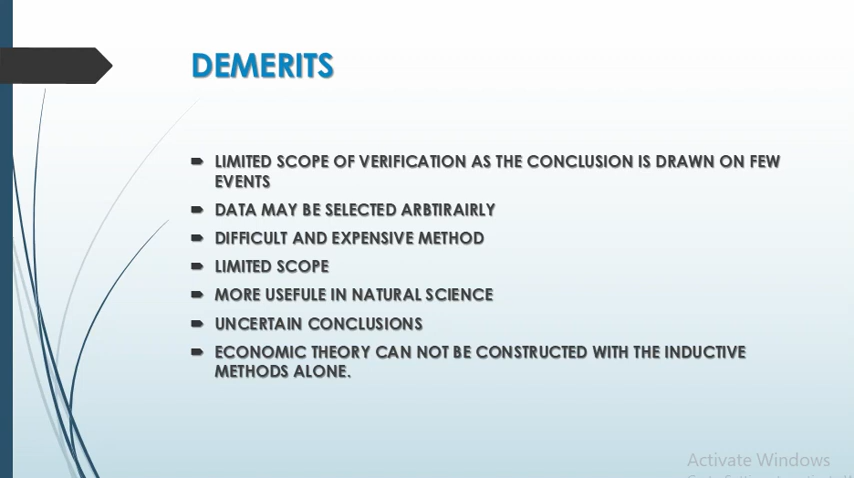 DEMERITS
LIMITED SCOPE OF VERIFICATION AS THE CONCLUSION IS DRAWN ON FEW
EVENTS
DATA MAY BE SELECTED ARBTIRAIRLY
DIFFICULT AND EXPENSIVE METHOD
LIMITED SCOPE
MORE USEFULE IN NATURAL SCIENCE
UNCERTAIN CONCLUSIONS
ECONOMIC THEORY CAN NOT BE CONSTRUCTED WITH THE INDUCTIVE
METHODS ALONE.
Activate Windows